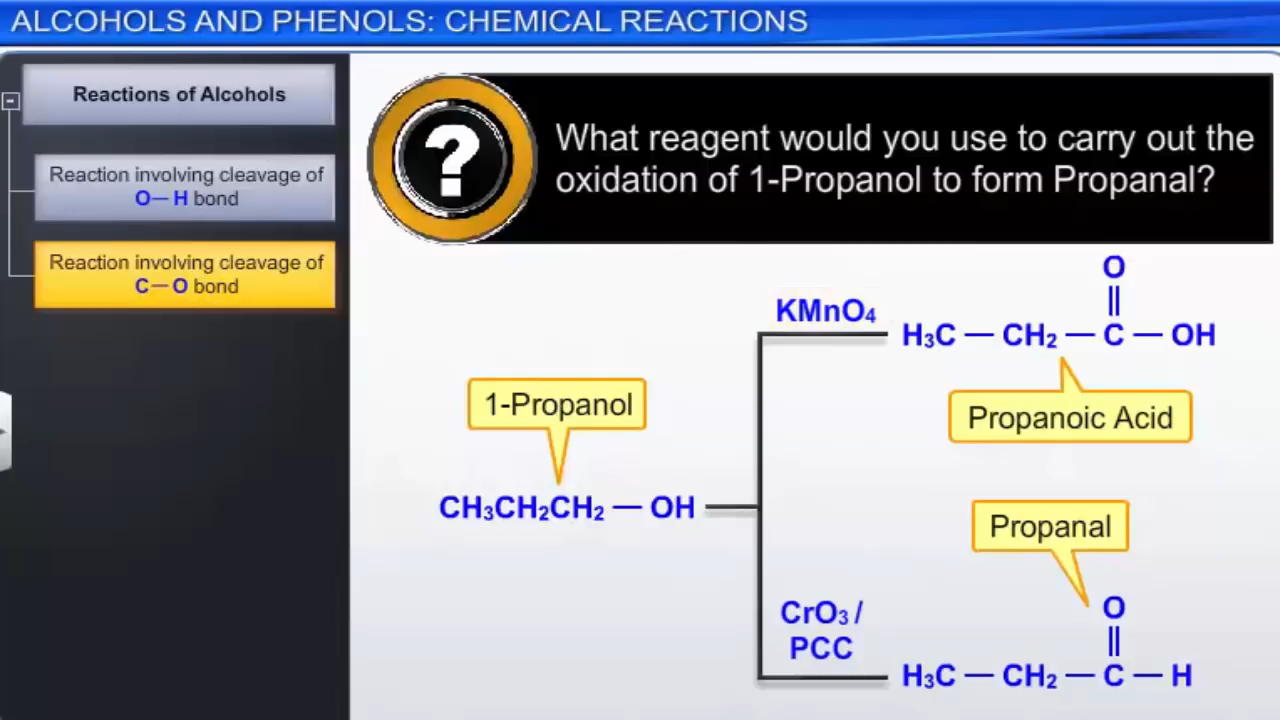 ALCOHOLS AND PHENOLS: CHEMICAL REACTIONS
Reactions of Alcohols
Reaction involving cleavage of
O — H bond
Reaction involving cleavage of
C — O bond
?
What reagent would you use to carry out the
oxidation of 1-Propanol to form Propanal?
1-Propanol
CH₃CH₂CH₂ — OH
KMnO₄
O
||
H₃C — CH₂ — C — OH
Propanoic Acid
CrO₃ /
PCC
Propanal
O
||
H₃C — CH₂ — C — H